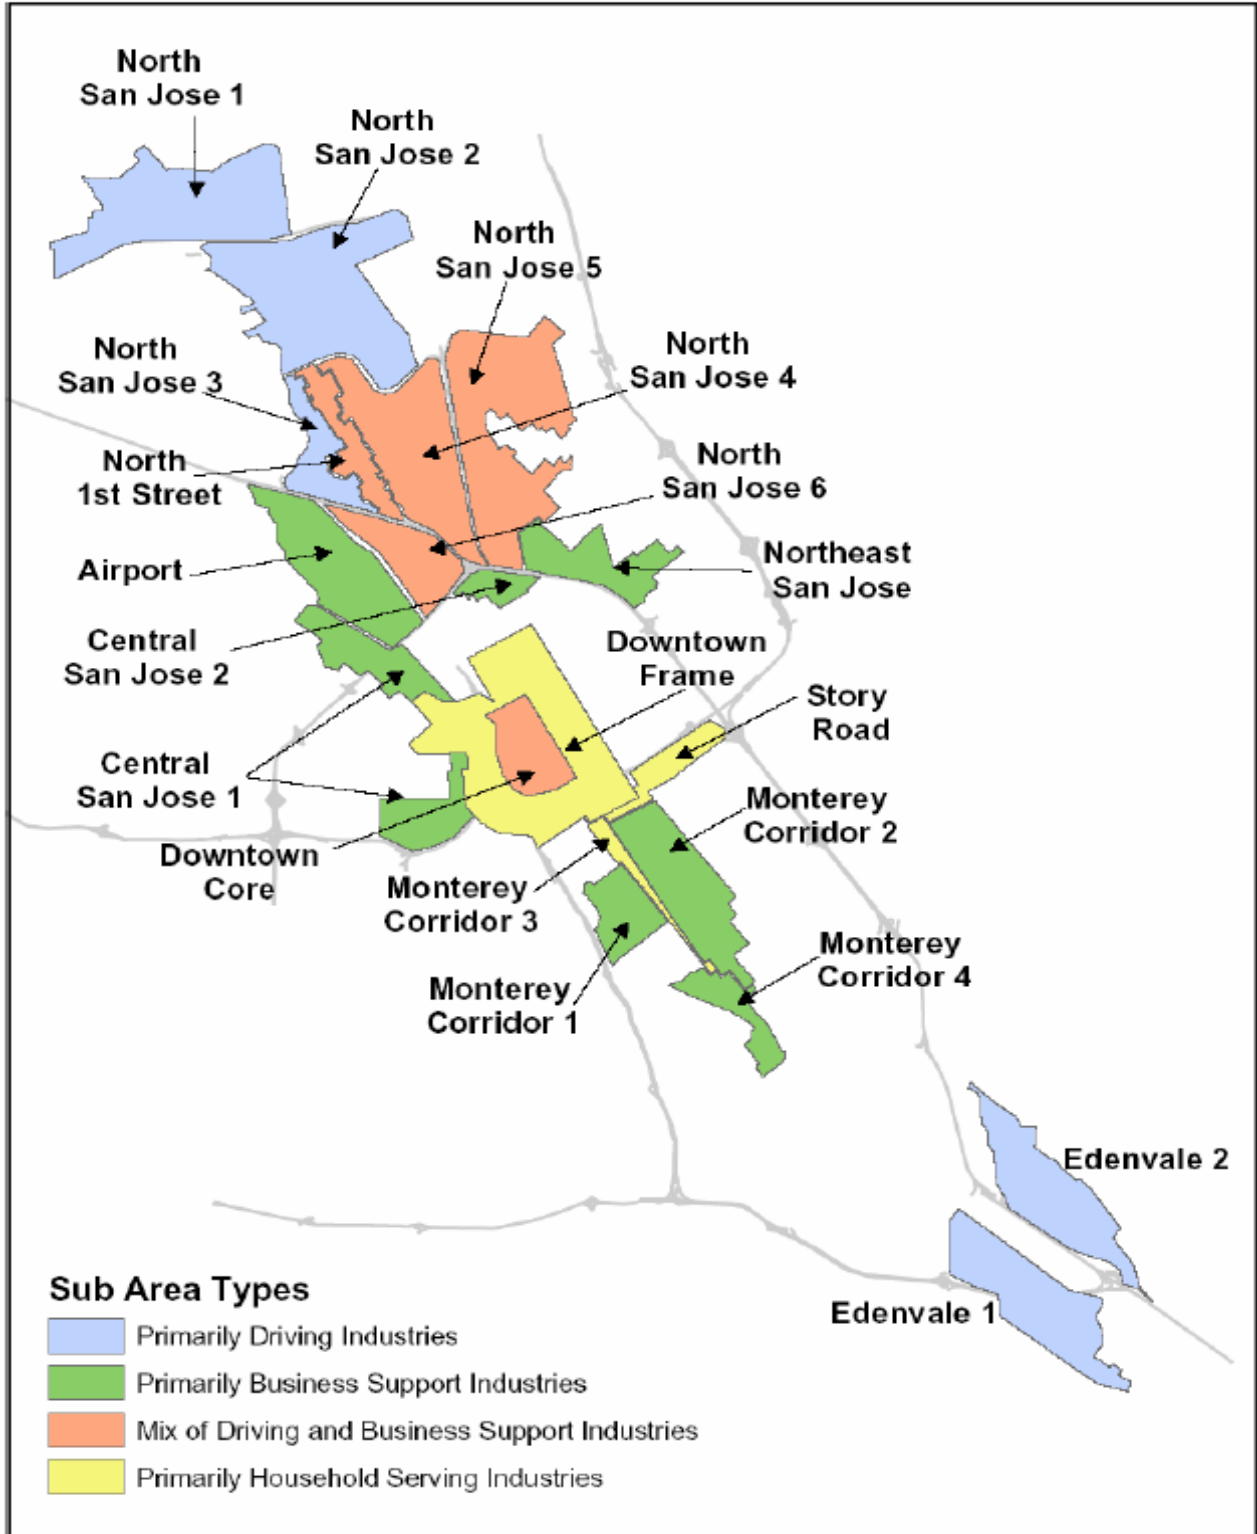 North
San Jose 1
North
San Jose 2
North
San Jose 5
North
San Jose 3
North
San Jose 4
North
1st Street
North
San Jose 6
Airport
Northeast
San Jose
Central
San Jose 2
Downtown
Frame
Story
Road
Central
San Jose 1
Monterey
Corridor 2
Downtown
Core
Monterey
Corridor 3
Monterey
Corridor 4
Monterey
Corridor 1
Edenvale 2
Edenvale 1
Sub Area Types
Primarily Driving Industries
Primarily Business Support Industries
Mix of Driving and Business Support Industries
Primarily Household Serving Industries